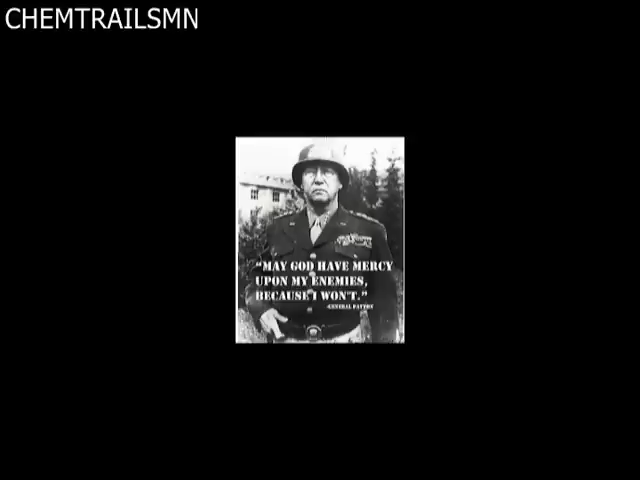 CHEMTRAILSMN
“MAY GOD HAVE MERCY
UPON MY ENEMIES,
BECAUSE I WON'T.”
-GENERAL PATTON